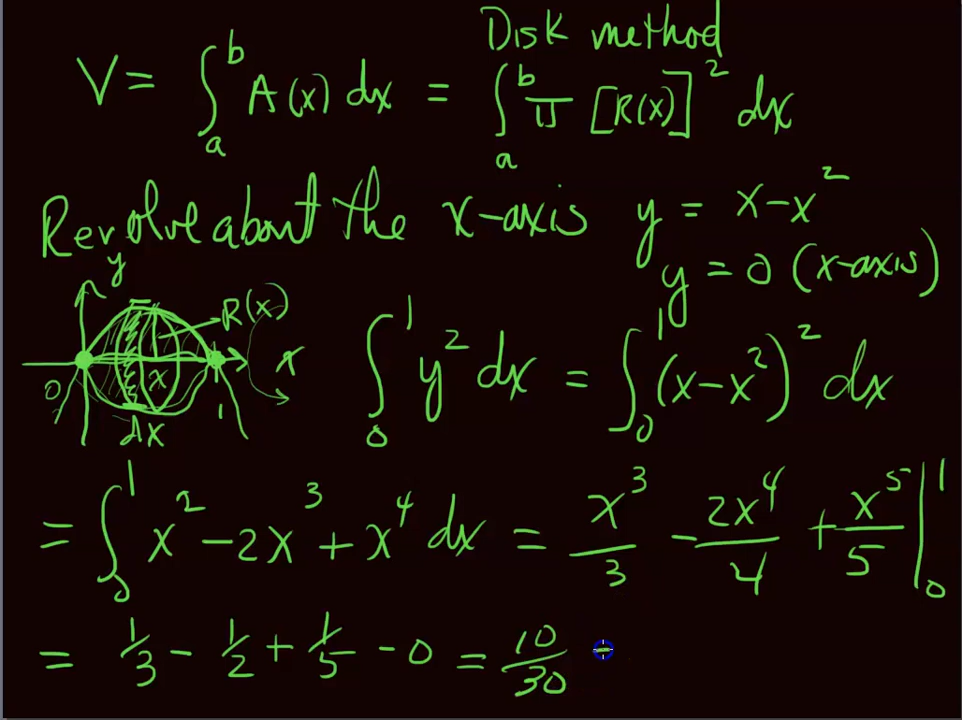 Disk method
V = ∫_a^b A(x) dx = ∫_a^b π [R(x)]² dx
Revolve about the x-axis y = x-x²
y = 0 (x-axis)
y
R(x)
0 x 1 x
Δx
∫_0^1 y² dx = ∫_0^1 (x-x²)² dx
= ∫_0^1 x² - 2x³ + x⁴ dx = x³/3 - 2x⁴/4 + x⁵/5 |_0^1
= 1/3 - 1/2 + 1/5 - 0 = 10/30 -